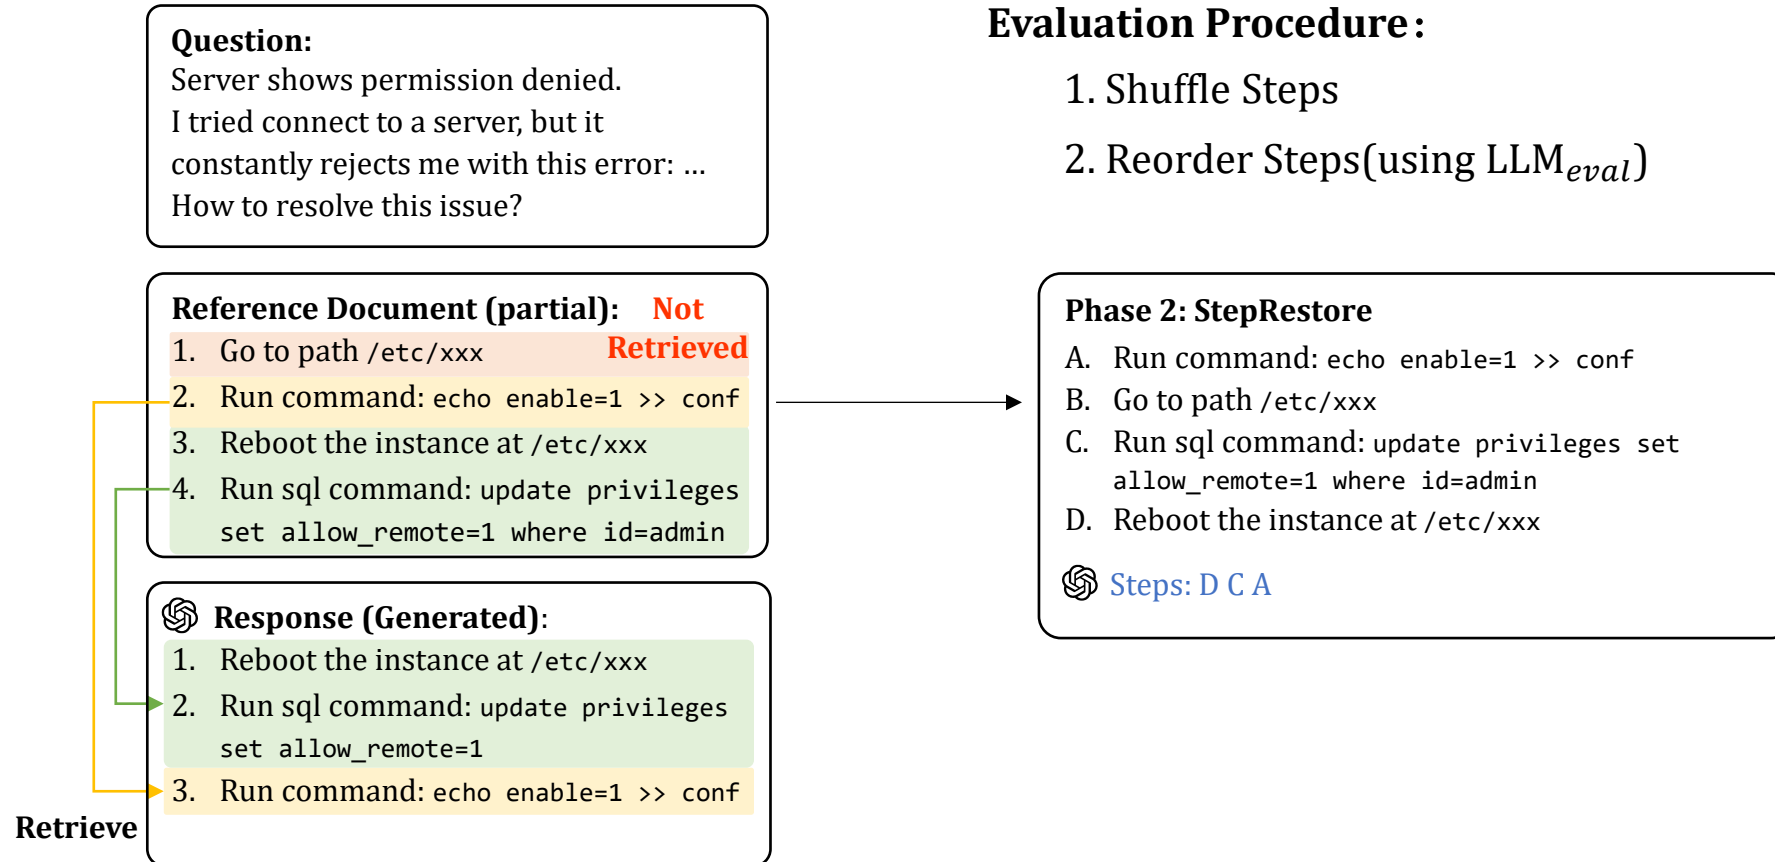 Question:
Server shows permission denied.
I tried connect to a server, but it
constantly rejects me with this error: ...
How to resolve this issue?
Evaluation Procedure:
1. Shuffle Steps
2. Reorder Steps(using LLM_eval)
Reference Document (partial): Not
Retrieved
1. Go to path /etc/xxx
2. Run command: echo enable=1 >> conf
3. Reboot the instance at /etc/xxx
4. Run sql command: update privileges
set allow_remote=1 where id=admin
Phase 2: StepRestore
A. Run command: echo enable=1 >> conf
B. Go to path /etc/xxx
C. Run sql command: update privileges set
allow_remote=1 where id=admin
D. Reboot the instance at /etc/xxx
Steps: D C A
Response (Generated):
1. Reboot the instance at /etc/xxx
2. Run sql command: update privileges
set allow_remote=1
3. Run command: echo enable=1 >> conf
Retrieve